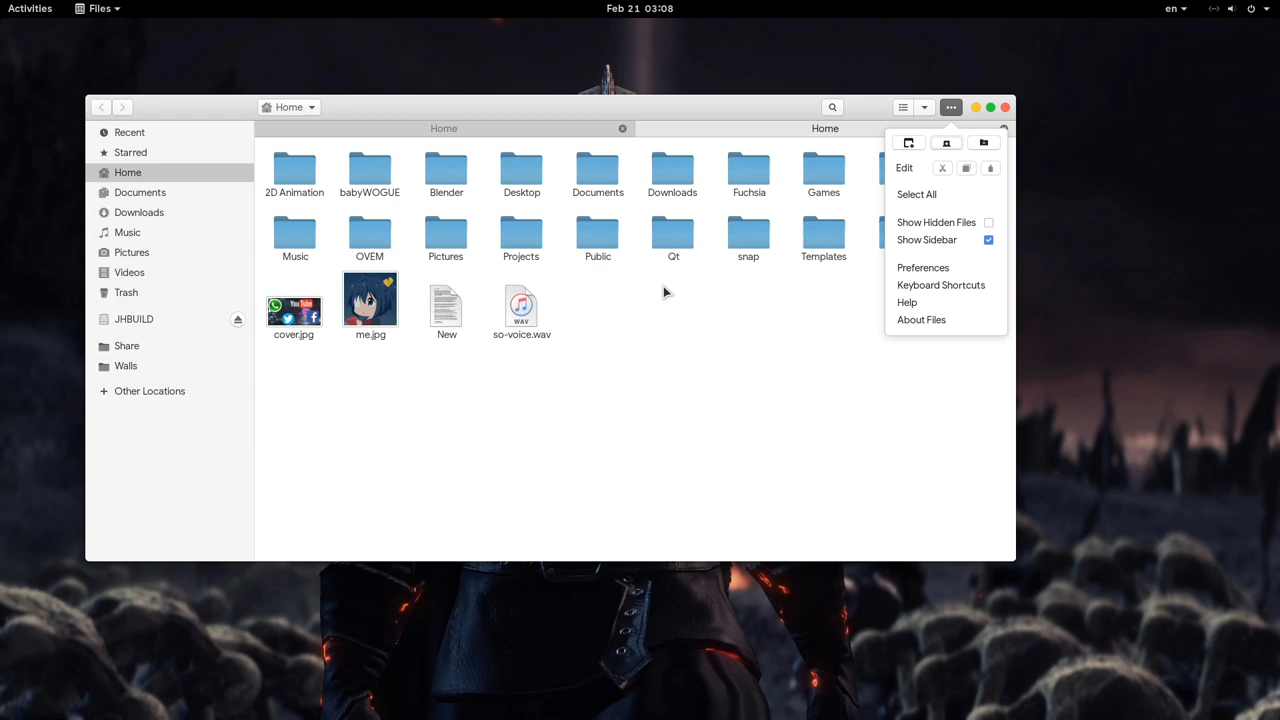 Activities Files Feb 21 03:08 en
Home
Home Home
Recent
Starred
Home
Documents
Downloads
Music
Pictures
Videos
Trash
JHBUILD
Share
Walls
Other Locations
2D Animation babyWOGUE Blender Desktop Documents Downloads Fuchsia Games
Music OVEM Pictures Projects Public Qt snap Templates
You Tube
WAV
cover.jpg me.jpg New so-voice.wav
Edit
Select All
Show Hidden Files
Show Sidebar
Preferences
Keyboard Shortcuts
Help
About Files